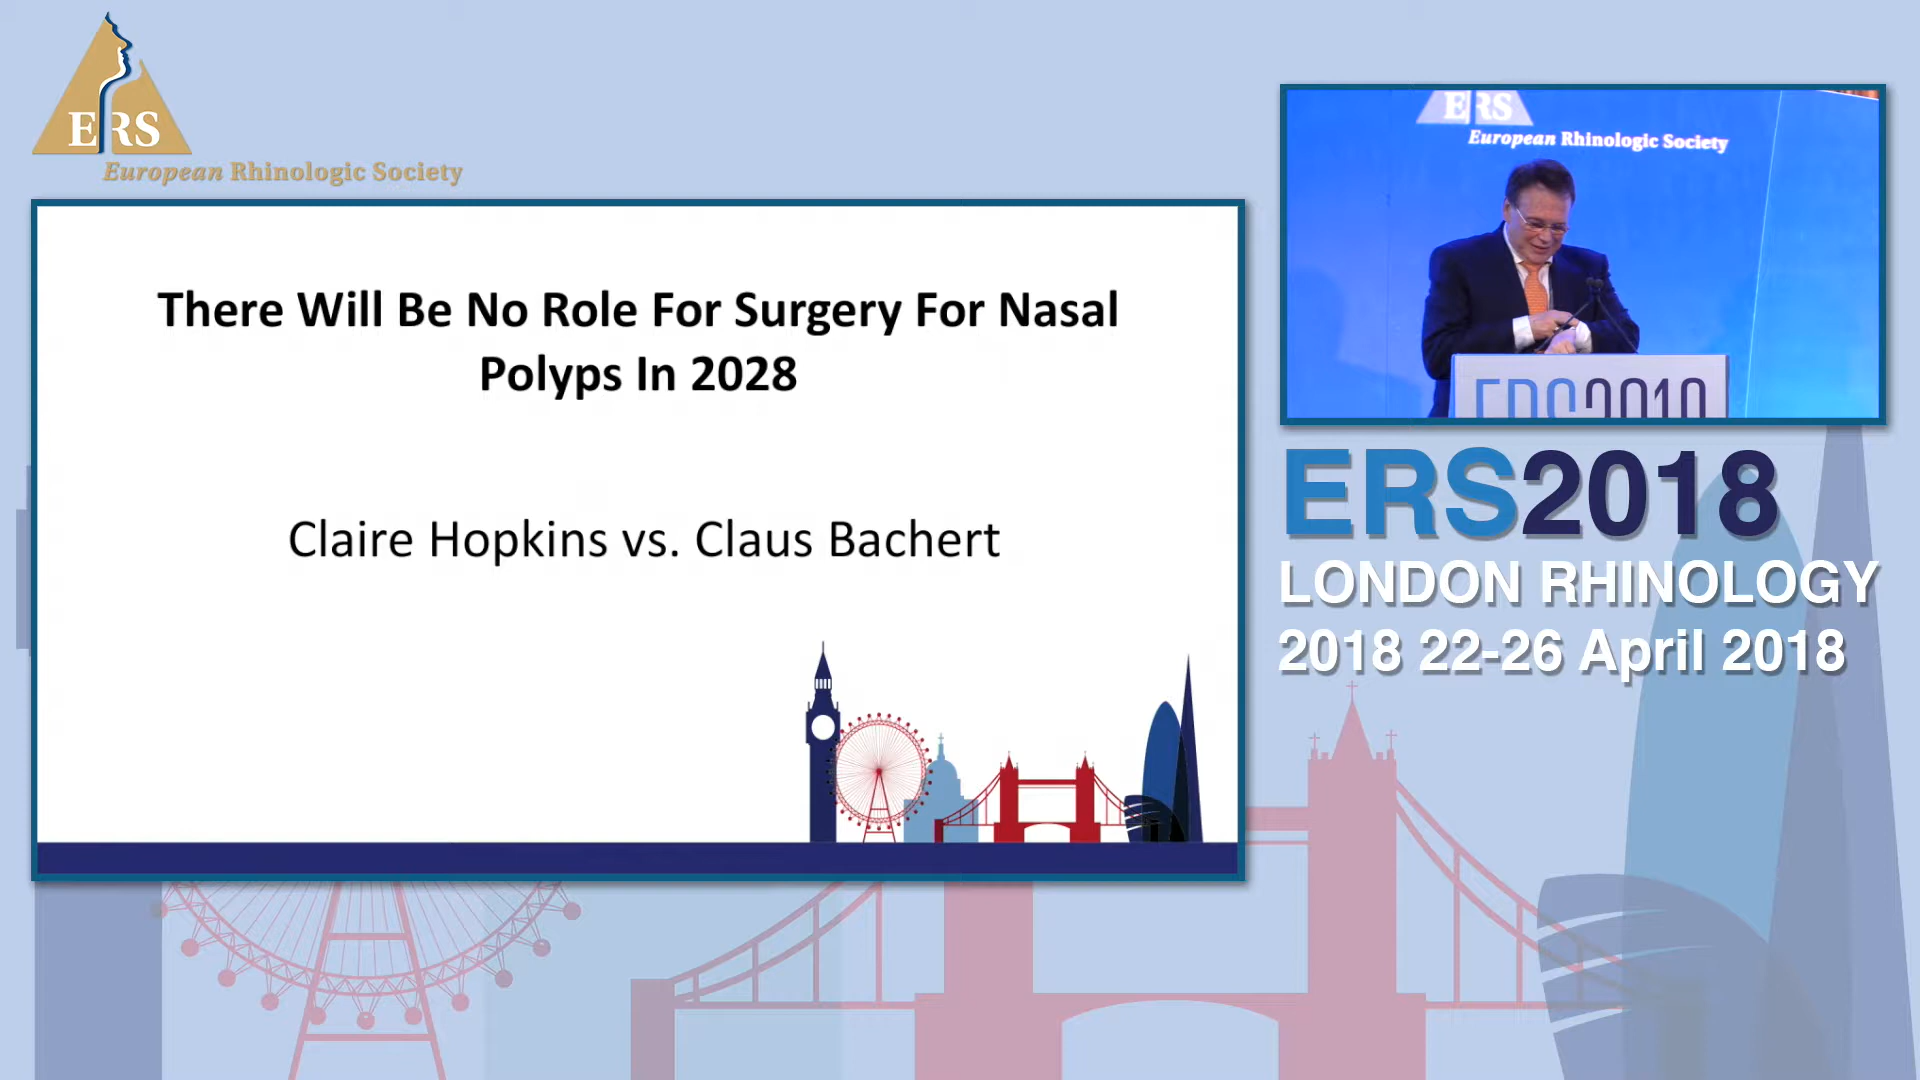 ERS
European Rhinologic Society
There Will Be No Role For Surgery For Nasal
Polyps In 2028
Claire Hopkins vs. Claus Bachert
ERS
European Rhinologic Society
ERS2018
ERS2018
LONDON RHINOLOGY
2018 22-26 April 2018